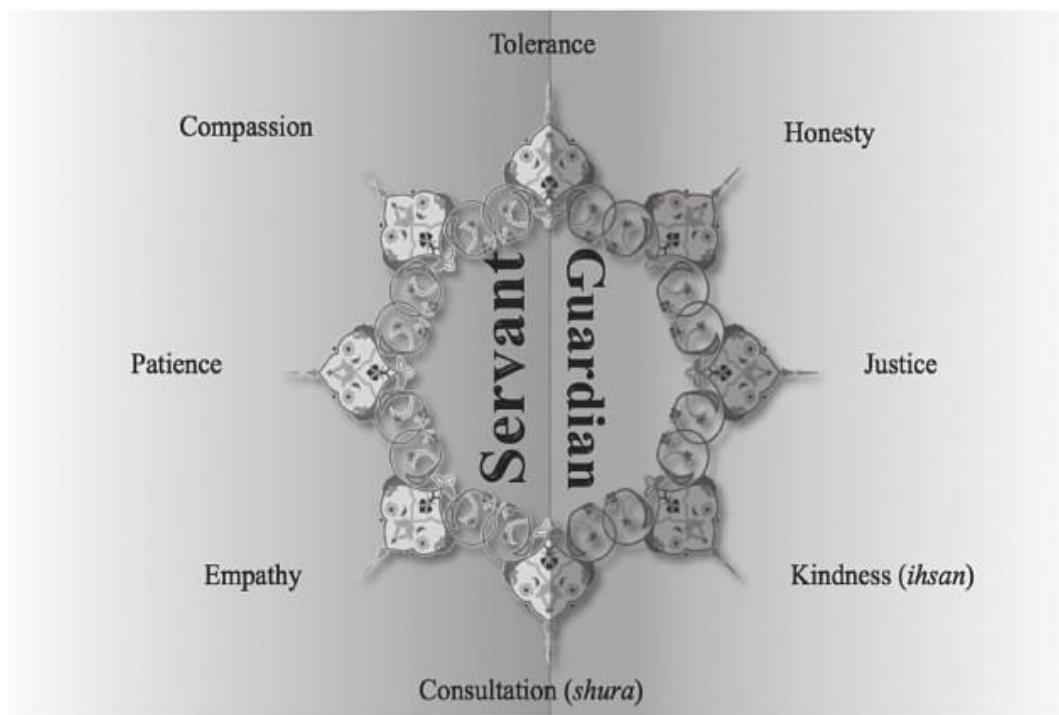 Tolerance
Compassion
Honesty
Servant
Guardian
Patience
Justice
Empathy
Kindness (ihsan)
Consultation (shura)